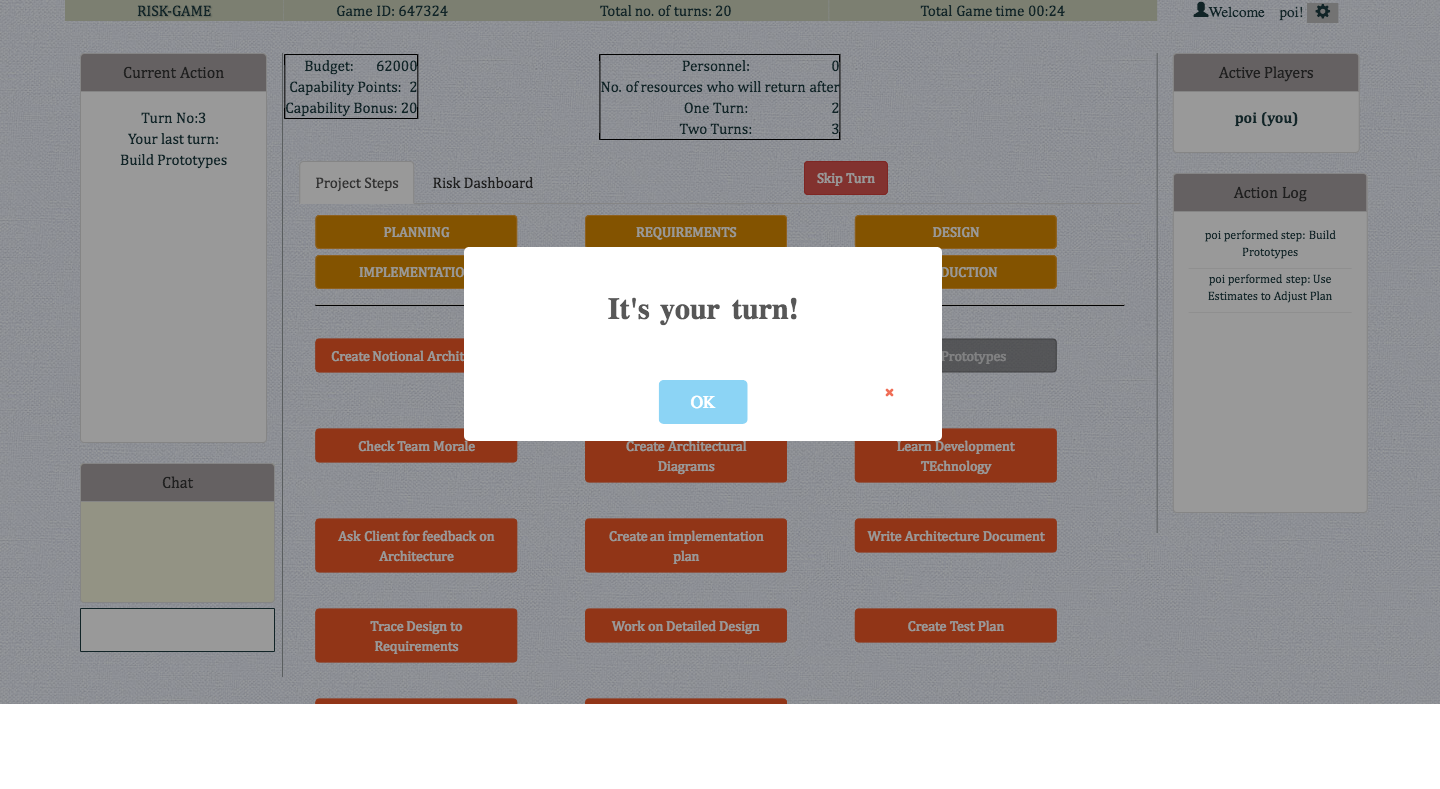 RISK-GAME
Game ID: 647324
Total no. of turns: 20
Total Game time 00:24
Welcome poi!
Current Action
Turn No:3
Your last turn:
Build Prototypes
Budget: 62000
Capability Points: 2
Capability Bonus: 20
Personnel: 0
No. of resources who will return after
One Turn: 2
Two Turns: 3
Active Players
poi (you)
Project Steps
Risk Dashboard
Skip Turn
Action Log
poi performed step: Build
Prototypes
poi performed step: Use
Estimates to Adjust Plan
PLANNING
REQUIREMENTS
DESIGN
IMPLEMENTATIO
DUCTION
It's your turn!
OK
Create Notional Archit
Prototypes
Check Team Morale
Create Architectural
Diagrams
Learn Development
TEchnology
Chat
Ask Client for feedback on
Architecture
Create an implementation
plan
Write Architecture Document
Trace Design to
Requirements
Work on Detailed Design
Create Test Plan